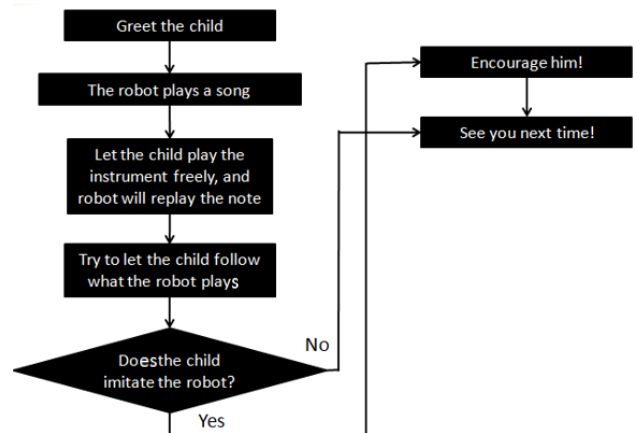 Greet the child
The robot plays a song
Let the child play the
instrument freely, and
robot will replay the note
Try to let the child follow
what the robot plays
Doesthe child
imitate the robot?
No
Yes
Encourage him!
See you next time!